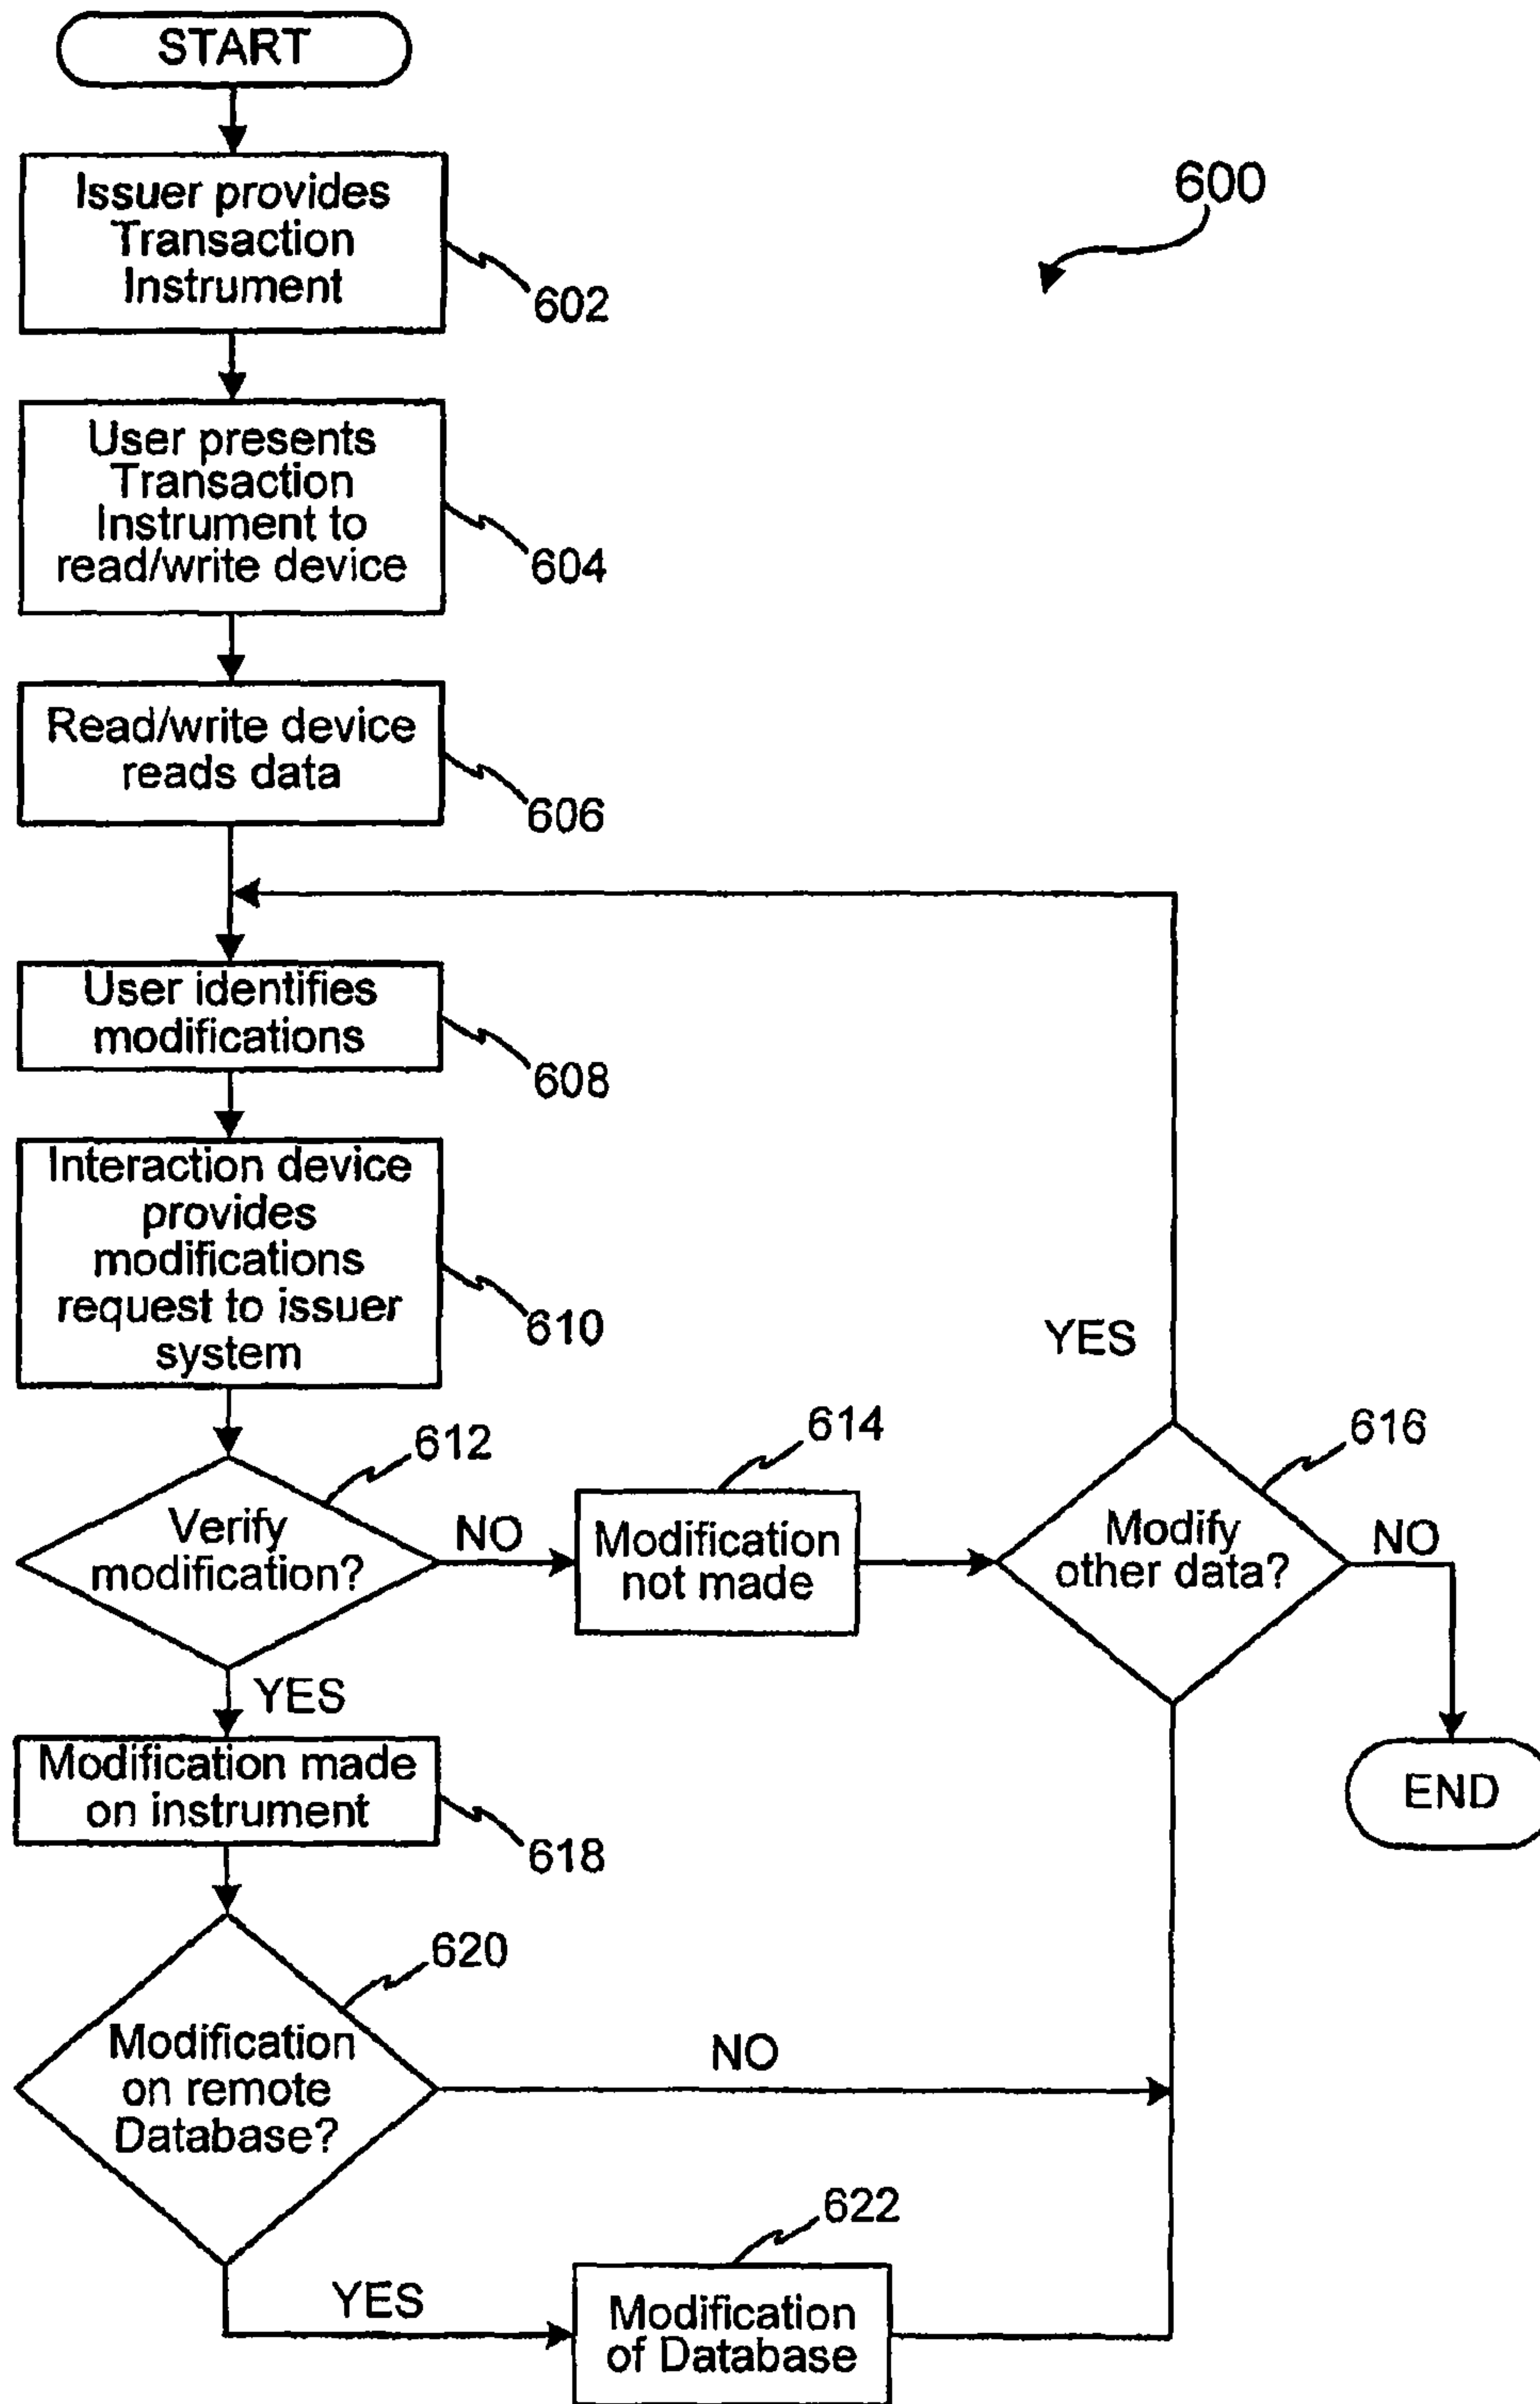 START
600
Issuer provides
Transaction
Instrument
602
User presents
Transaction
Instrument to
read/write device
604
Read/write device
reads data
606
User identifies
modifications
608
Interaction device
provides
modifications
request to issuer
system
610
YES
612
614
616
Verify
modification?
NO
Modification
not made
Modify
other data?
NO
YES
Modification made
on instrument
618
END
620
Modification
on remote
Database?
NO
622
YES
Modification
of Database